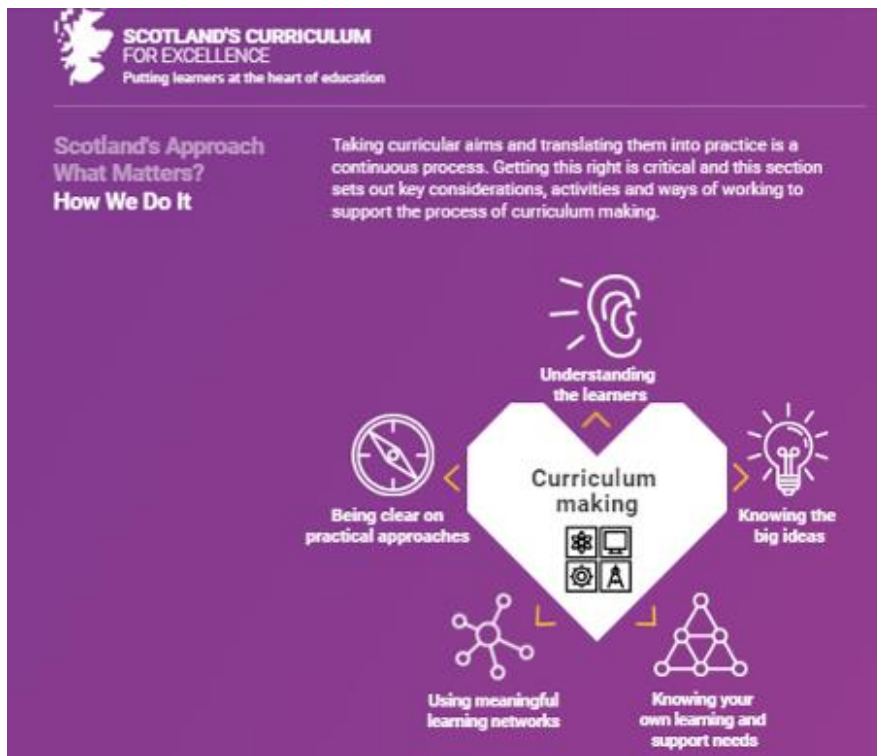 SCOTLAND'S CURRICULUM
FOR EXCELLENCE
Putting learners at the heart of education
Scotland's Approach
What Matters?
How We Do It
Taking curricular aims and translating them into practice is a
continuous process. Getting this right is critical and this section
sets out key considerations, activities and ways of working to
support the process of curriculum making.
Understanding
the learners
Curriculum
making
Being clear on
practical approaches
Knowing the
big ideas
Using meaningful
learning networks
Knowing your
own learning and
support needs